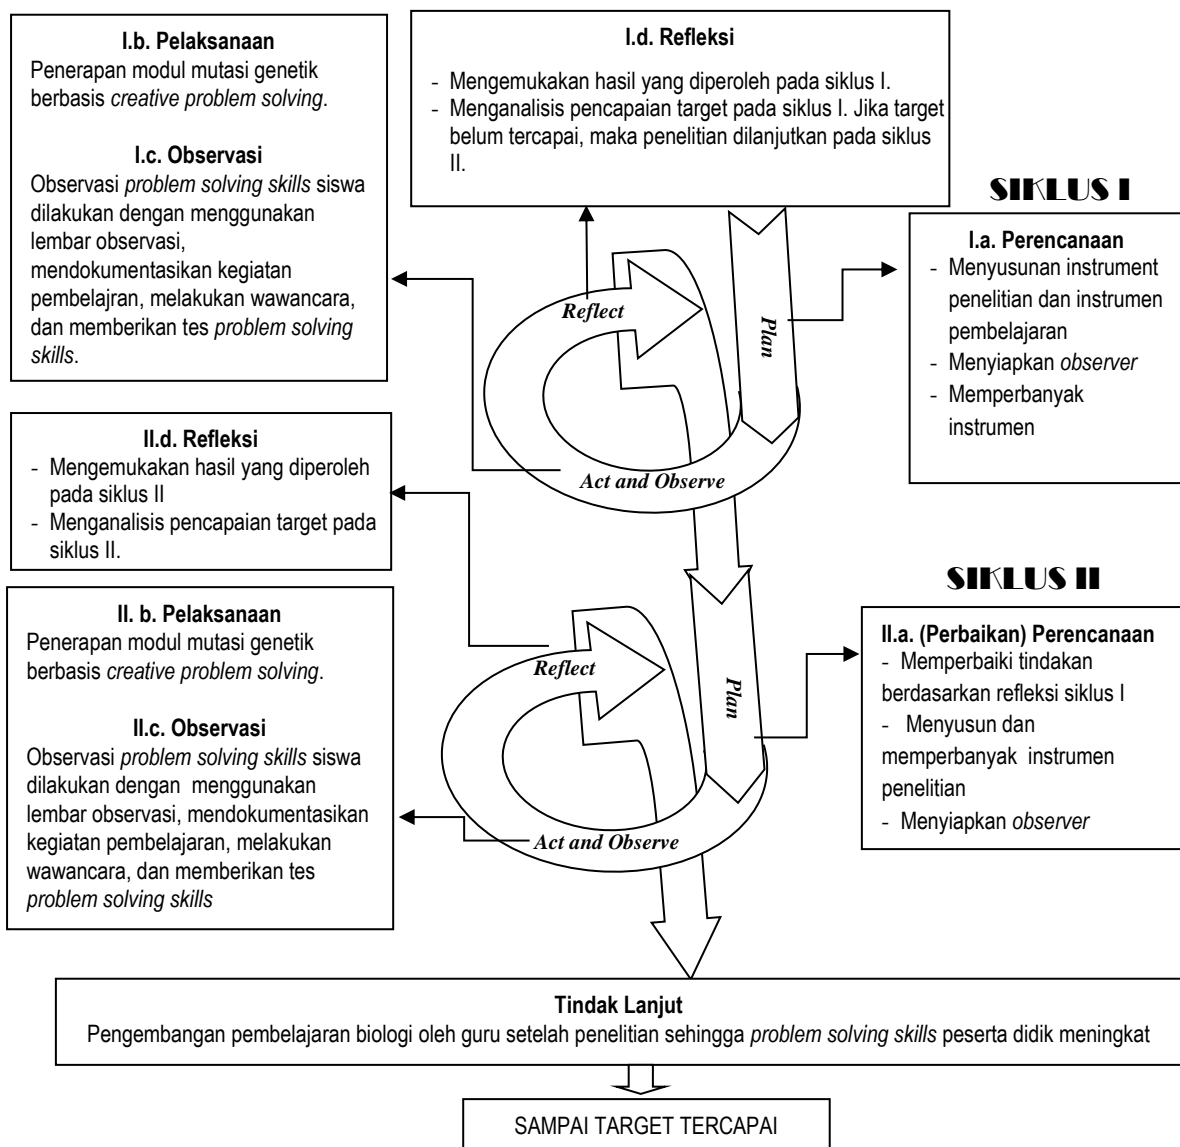 I.b. Pelaksanaan
Penerapan modul mutasi genetik
berbasis creative problem solving.
I.c. Observasi
Observasi problem solving skills siswa
dilakukan dengan menggunakan
lembar observasi,
mendokumentasikan kegiatan
pembelajran, melakukan wawancara,
dan memberikan tes problem solving
skills.
I.d. Refleksi
- Mengemukakan hasil yang diperoleh pada siklus I.
- Menganalisis pencapaian target pada siklus I. Jika target
belum tercapai, maka penelitian dilanjutkan pada siklus
II.
SIKLUS I
I.a. Perencanaan
- Menyusunan instrument
penelitian dan instrumen
pembelajaran
- Menyiapkan observer
- Memperbanyak
instrumen
Reflect
Plan
Act and Observe
II.d. Refleksi
- Mengemukakan hasil yang diperoleh
pada siklus II
- Menganalisis pencapaian target pada
siklus II.
II. b. Pelaksanaan
Penerapan modul mutasi genetik
berbasis creative problem solving.
II.c. Observasi
Observasi problem solving skills siswa
dilakukan dengan menggunakan
lembar observasi, mendokumentasikan
kegiatan pembelajaran, melakukan
wawancara, dan memberikan tes
problem solving skills
SIKLUS II
II.a. (Perbaikan) Perencanaan
- Memperbaiki tindakan
berdasarkan refleksi siklus I
- Menyusun dan
memperbanyak instrumen
penelitian
- Menyiapkan observer
Reflect
Plan
Act and Observe
Tindak Lanjut
Pengembangan pembelajaran biologi oleh guru setelah penelitian sehingga problem solving skills peserta didik meningkat
SAMPAI TARGET TERCAPAI